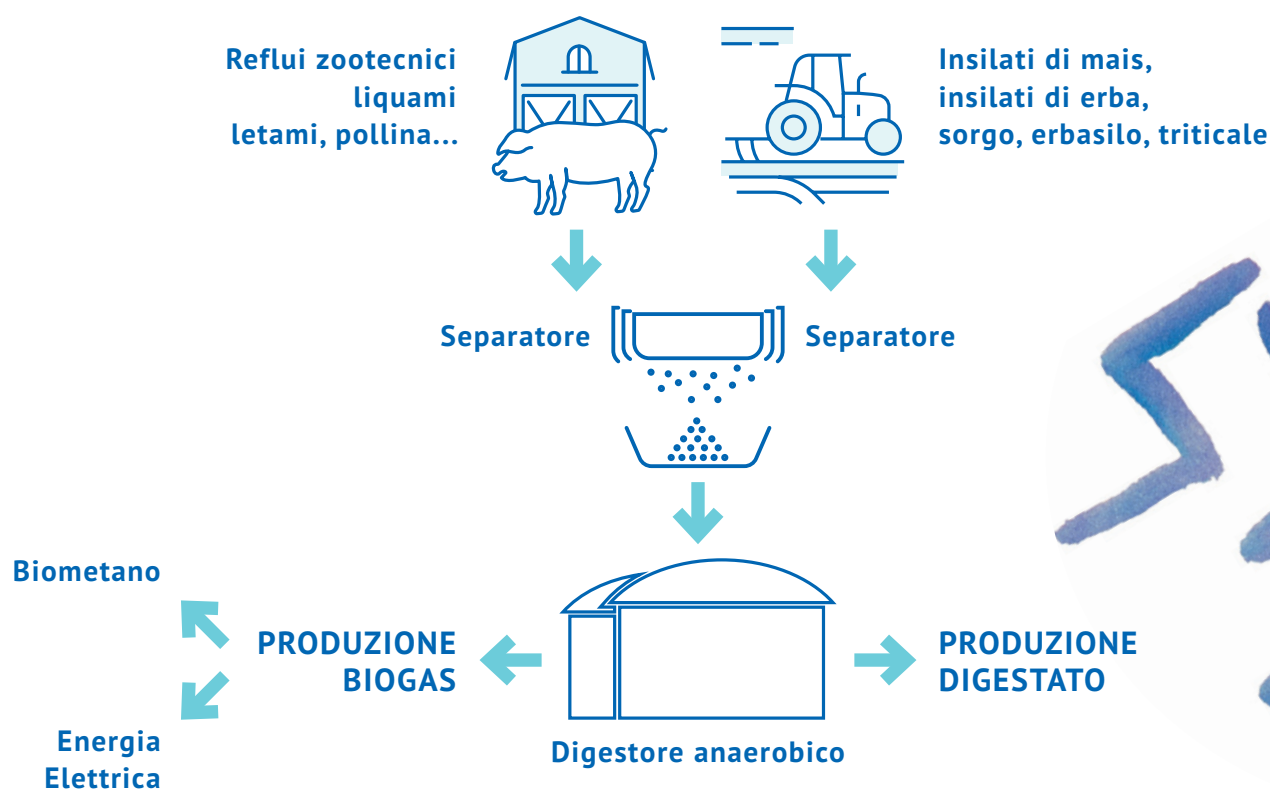 Reflui zootecnici
liquami
letami, pollina...
Insilati di mais,
insilati di erba,
sorgo, erbasilo, triticale
Separatore
Separatore
Biometano
PRODUZIONE
BIOGAS
PRODUZIONE
DIGESTATO
Energia
Elettrica
Digestore anaerobico